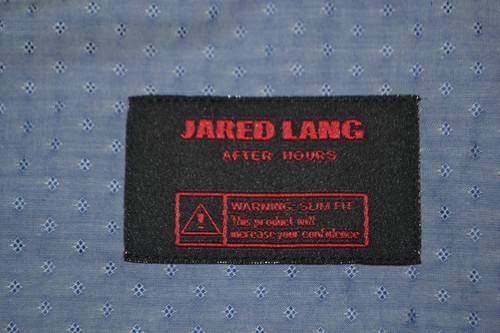 JARED LANG
AFTER HOURS
WARNING: SLIM FIT
This product will
increase your confidence